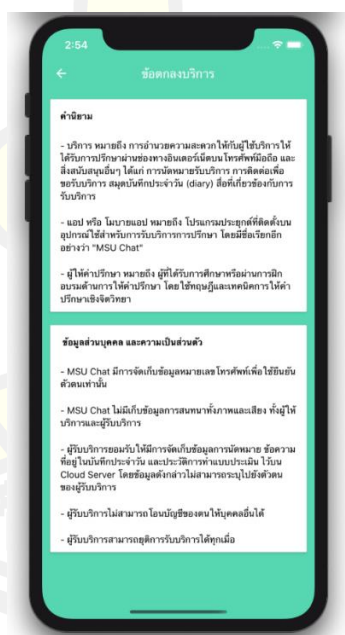 2:54
ข้อตกลงบริการ
คำนิยาม
- บริการ หมายถึง การอำนวยความสะดวกให้กับผู้ใช้บริการให้
ได้รับการปรึกษาผ่านช่องทางอินเตอร์เน็ตบนโทรศัพท์มือถือ และ
สิ่งสนับสนุนอื่นๆ ได้แก่ การนัดหมายรับบริการ การติดต่อเพื่อ
ขอรับบริการ สมุดบันทึกประจำวัน (diary) สื่อที่เกี่ยวข้องกับการ
รับบริการ
- แอป หรือ โมบายแอป หมายถึง โปรแกรมประยุกต์ที่ติดตั้งบน
อุปกรณ์ใช้สำหรับการรับบริการการปรึกษา โดยมีชื่อเรียกอีก
อย่างว่า "MSU Chat"
- ผู้ให้คำปรึกษา หมายถึง ผู้ที่ได้รับการศึกษาหรือผ่านการฝึก
อบรมด้านการให้คำปรึกษา โดยใช้ทฤษฎีและเทคนิคการให้คำ
ปรึกษาเชิงจิตวิทยา
ข้อมูลส่วนบุคคล และความเป็นส่วนตัว
- MSU Chat มีการจัดเก็บข้อมูลหมายเลขโทรศัพท์เพื่อใช้ยืนยัน
ตัวตนเท่านั้น
- MSU Chat ไม่มีเก็บข้อมูลการสนทนาทั้งภาพและเสียง ทั้งผู้ให้
บริการและผู้รับบริการ
- ผู้รับบริการยอมรับให้มีการจัดเก็บข้อมูลการนัดหมาย ข้อความ
ที่อยู่ในบันทึกประจำวัน และประวัติการทำแบบประเมิน ไว้บน
Cloud Server โดยข้อมูลดังกล่าวไม่สามารถระบุไปยังตัวตน
ของผู้รับบริการ
- ผู้รับบริการไม่สามารถโอนบัญชีของตนให้บุคคลอื่นได้
- ผู้รับบริการสามารถยุติการรับบริการได้ทุกเมื่อ